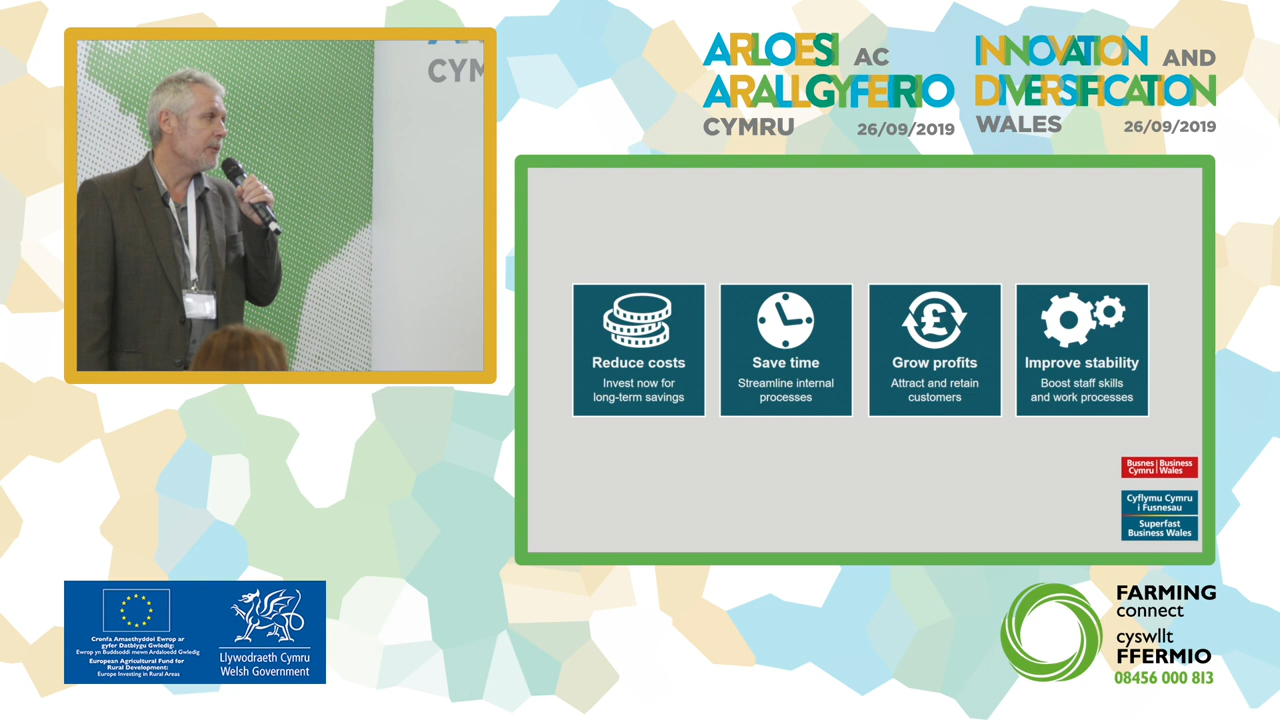 CYM
ARLOESI AC
ARALLGYFEIRIO
CYMRU 26/09/2019
INNOVATION AND
DIVERSIFICATION
WALES 26/09/2019
Reduce costs
Invest now for
long-term savings
Save time
Streamline internal
processes
£
Grow profits
Attract and retain
customers
Improve stability
Boost staff skills
and work processes
Busnes | Business
Cymru | Wales
Cyflymu Cymru
i Fusnesau
Superfast
Business Wales
Cronfa Amaethyddol Ewrop ar
gyfer Datblygu Gwledig:
Ewrop yn Buddsoddi mewn Ardaloedd Gwledig
European Agricultural Fund for
Rural Development:
Europe Investing in Rural Areas
Llywodraeth Cymru
Welsh Government
FARMING
connect
cyswllt
FFERMIO
08456 000 813